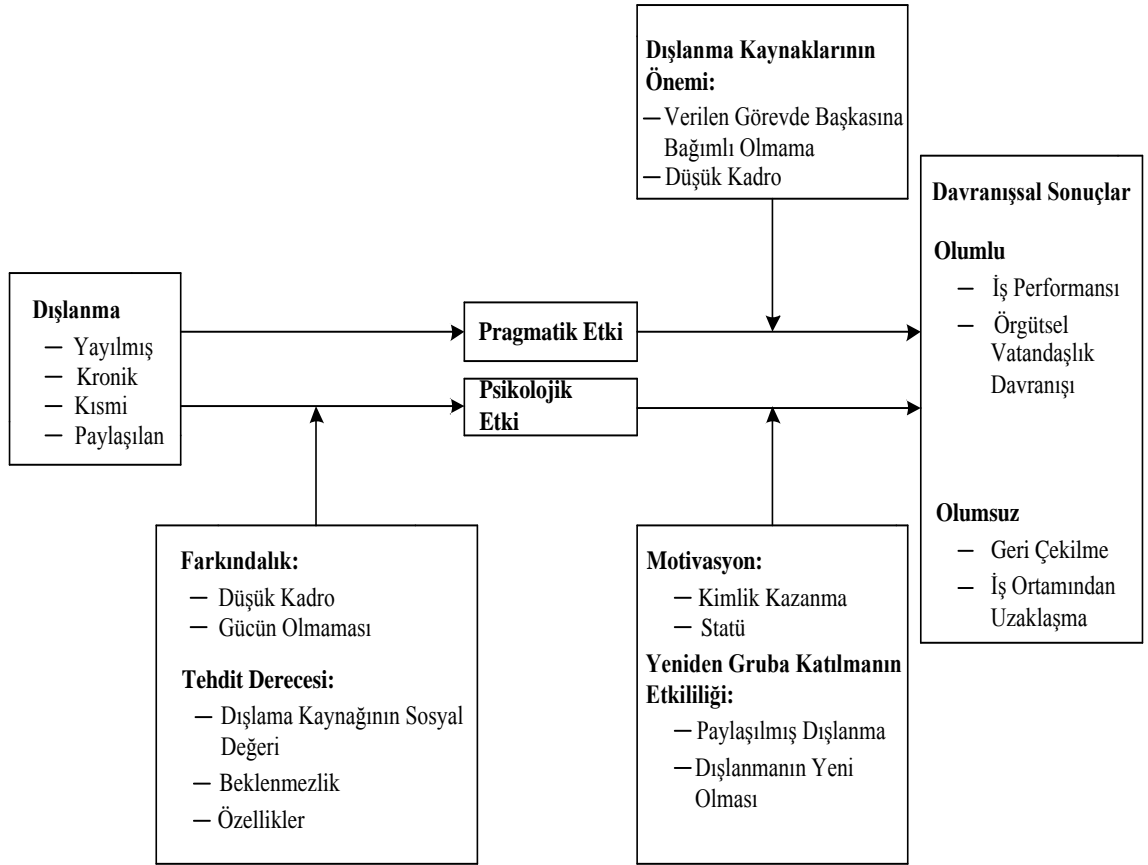 Dışlanma Kaynaklarının
Önemi:
– Verilen Görevde Başkasına
Bağımlı Olmama
– Düşük Kadro
Dışlanma
– Yayılmış
– Kronik
– Kısmi
– Paylaşılan
Pragmatik Etki
Psikolojik
Etki
Davranışsal Sonuçlar
Olumlu
– İş Performansı
– Örgütsel
Vatandaşlık
Davranışı
Olumsuz
– Geri Çekilme
– İş Ortamından
Uzaklaşma
Farkındalık:
– Düşük Kadro
– Gücün Olmaması
Tehdit Derecesi:
– Dışlama Kaynağının Sosyal
Değeri
– Beklenmezlik
– Özellikler
Motivasyon:
– Kimlik Kazanma
– Statü
Yeniden Gruba Katılmanın
Etkililiği:
– Paylaşılmış Dışlanma
– Dışlanmanın Yeni
Olması